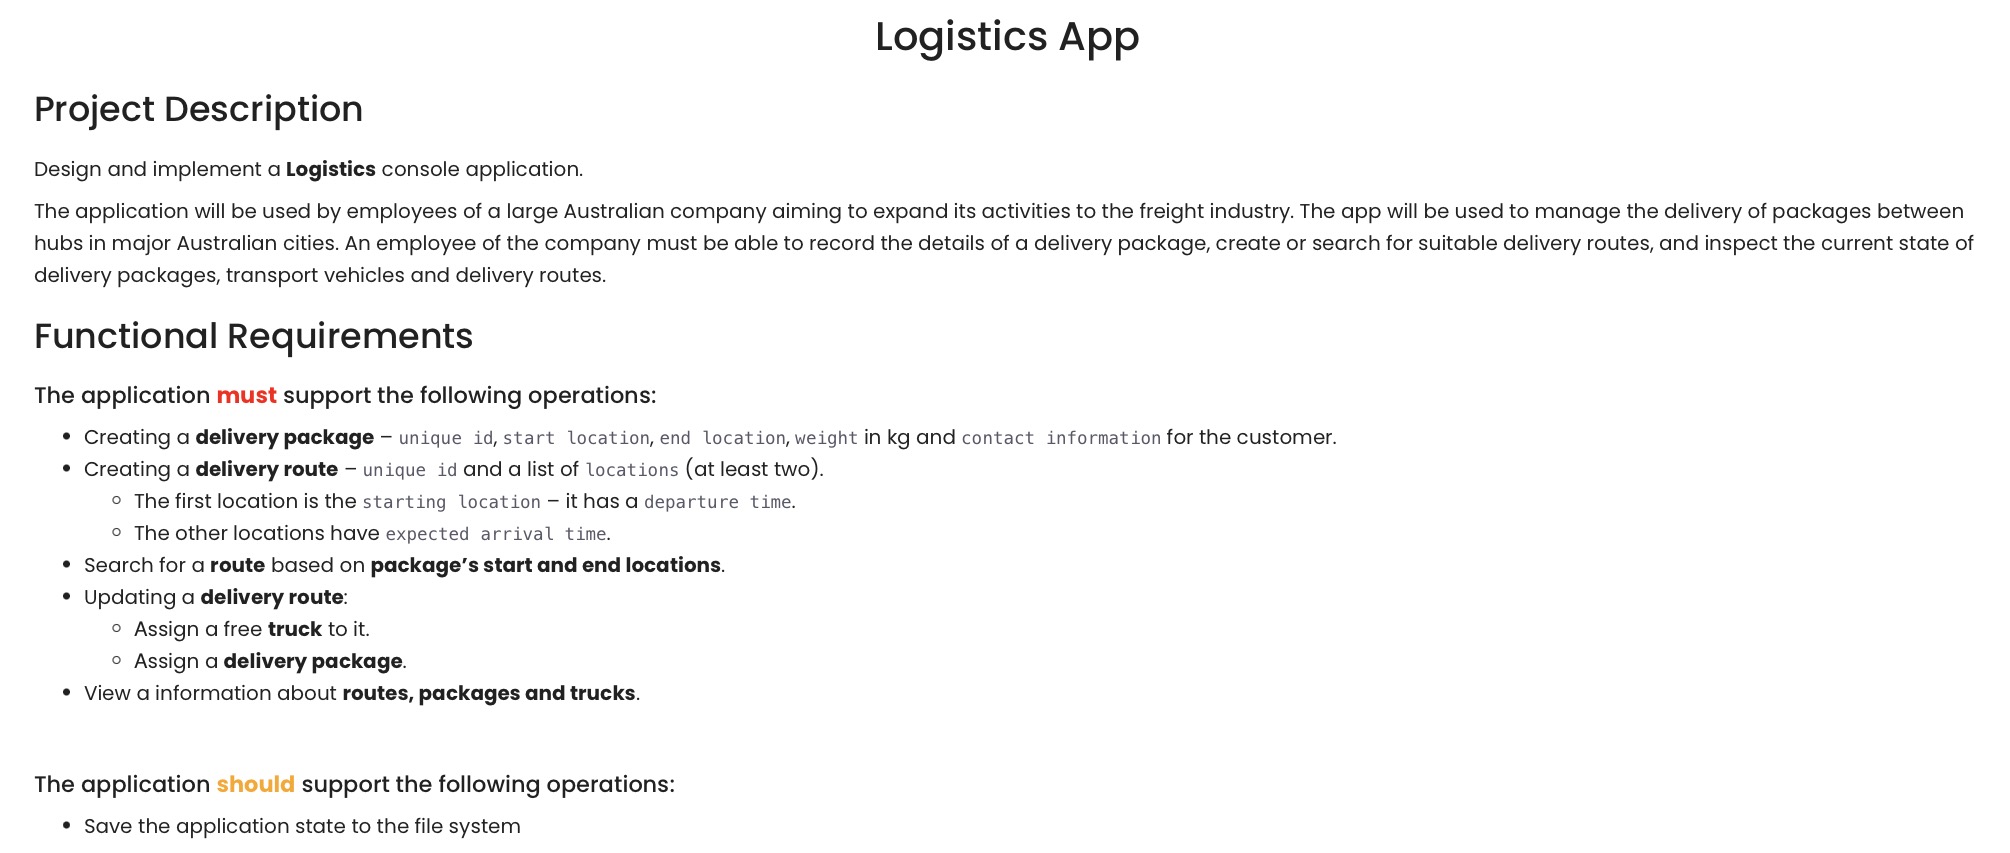 Logistics App
Project Description
Design and implement a Logistics console application.
The application will be used by employees of a large Australian company aiming to expand its activities to the freight industry. The app will be used to manage the delivery of packages between
hubs in major Australian cities. An employee of the company must be able to record the details of a delivery package, create or search for suitable delivery routes, and inspect the current state of
delivery packages, transport vehicles and delivery routes.
Functional Requirements
The application must support the following operations:
• Creating a delivery package – unique id, start location, end location, weight in kg and contact information for the customer.
• Creating a delivery route – unique id and a list of locations (at least two).
○ The first location is the starting location – it has a departure time.
○ The other locations have expected arrival time.
• Search for a route based on package’s start and end locations.
• Updating a delivery route:
○ Assign a free truck to it.
○ Assign a delivery package.
• View a information about routes, packages and trucks.
The application should support the following operations:
• Save the application state to the file system